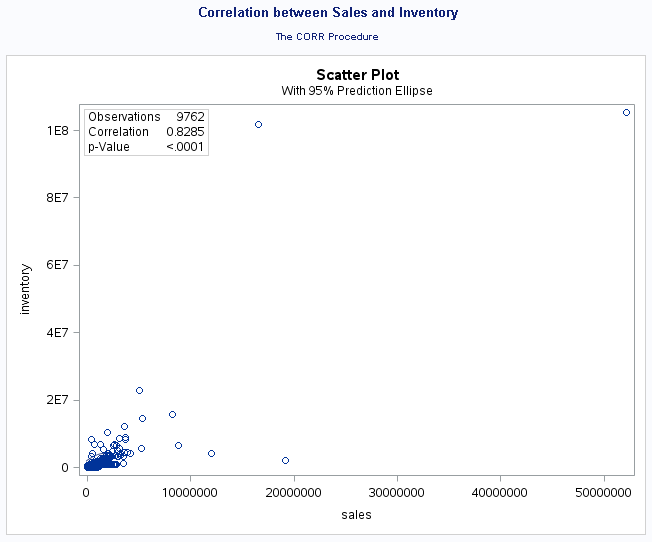 Correlation between Sales and Inventory
The CORR Procedure
Scatter Plot
With 95% Prediction Ellipse
Observations 9762
Correlation 0.8285
p-Value <.0001
1E8
8E7
6E7
4E7
2E7
0
inventory
0 10000000 20000000 30000000 40000000 50000000
sales